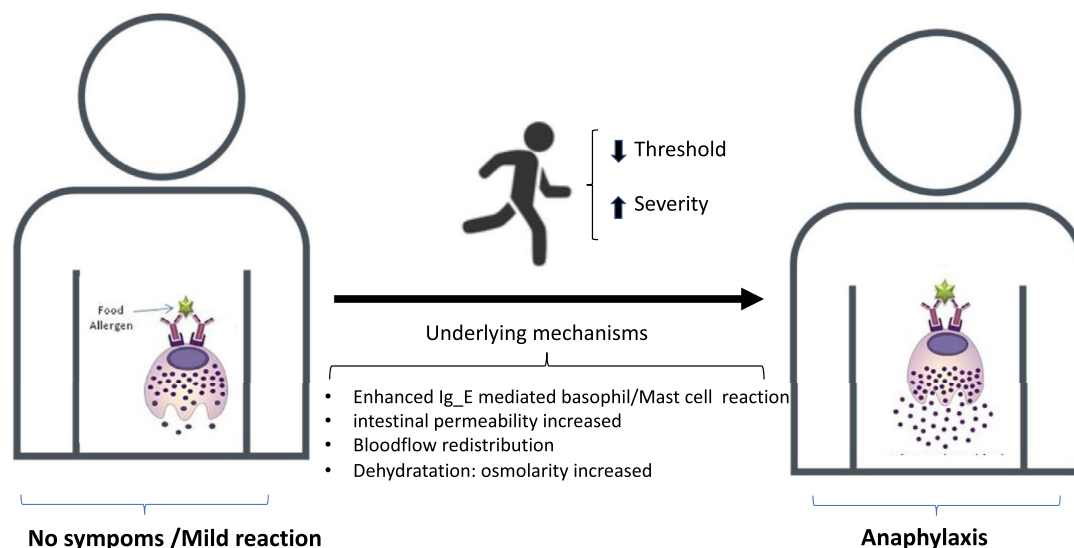 Threshold
Severity
Food
Allergen
Underlying mechanisms
• Enhanced Ig_E mediated basophil/Mast cell reaction
• intestinal permeability increased
• Bloodflow redistribution
• Dehydratation: osmolarity increased
No sympoms /Mild reaction
Anaphylaxis